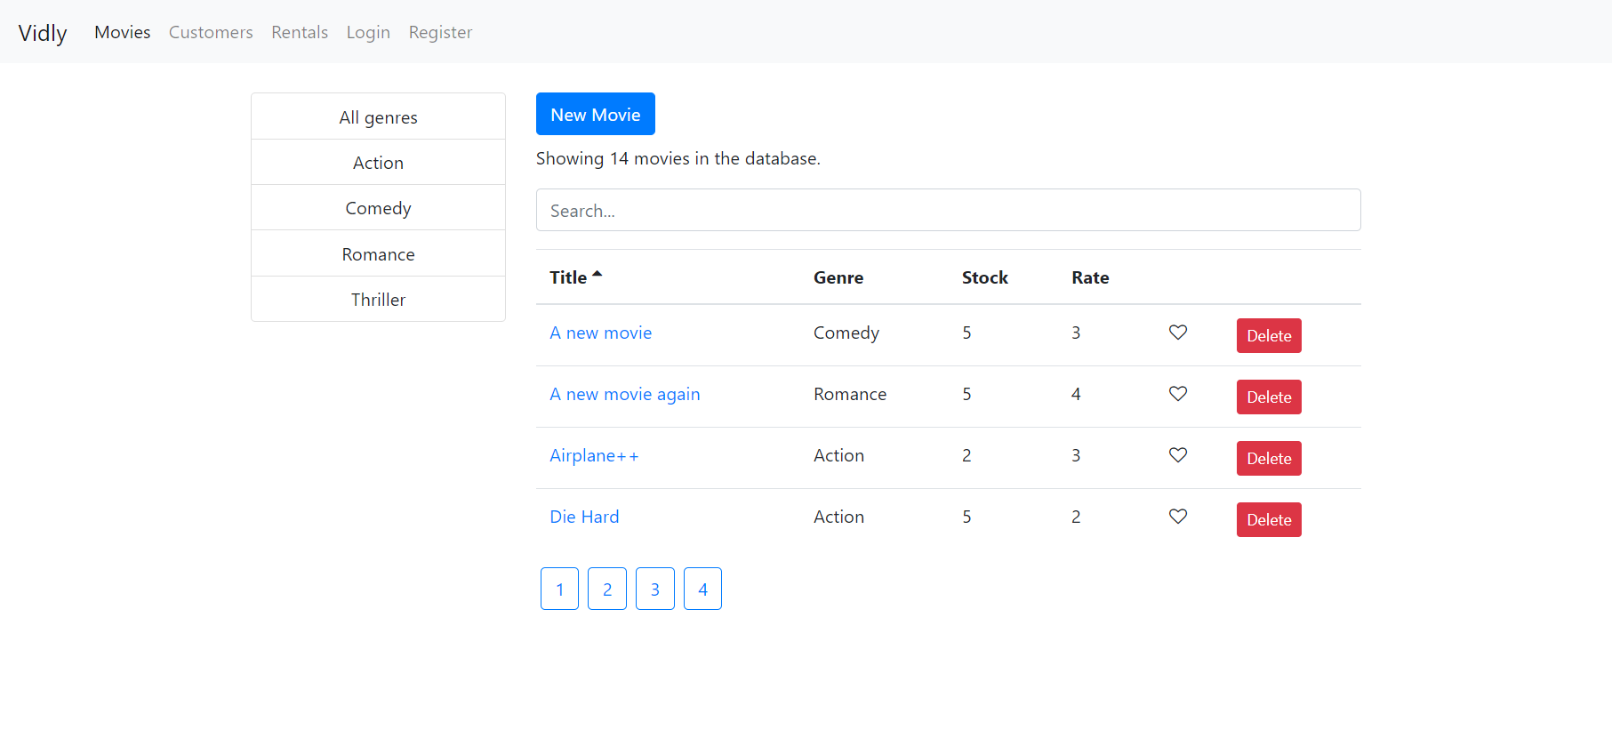 Vidly Movies Customers Rentals Login Register
All genres
Action
Comedy
Romance
Thriller
New Movie
Showing 14 movies in the database.
Search...
Title Genre Stock Rate
A new movie Comedy 5 3 Delete
A new movie again Romance 5 4 Delete
Airplane++ Action 2 3 Delete
Die Hard Action 5 2 Delete
1 2 3 4